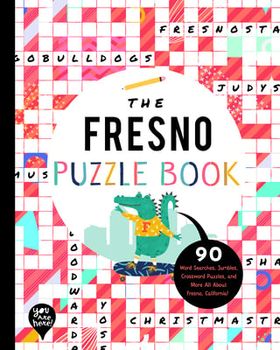 FRESNOSTA
GOBULLDOGS
JUDYS
THE
FRESNO
PUZZLE BOOK
MUS
F
90
Word Searches, Jumbles,
Crossword Puzzles, and
More All About
Fresno, California!
SHA
LOODWARDP
YOSE
you
are
here!
CHRISTMASTR